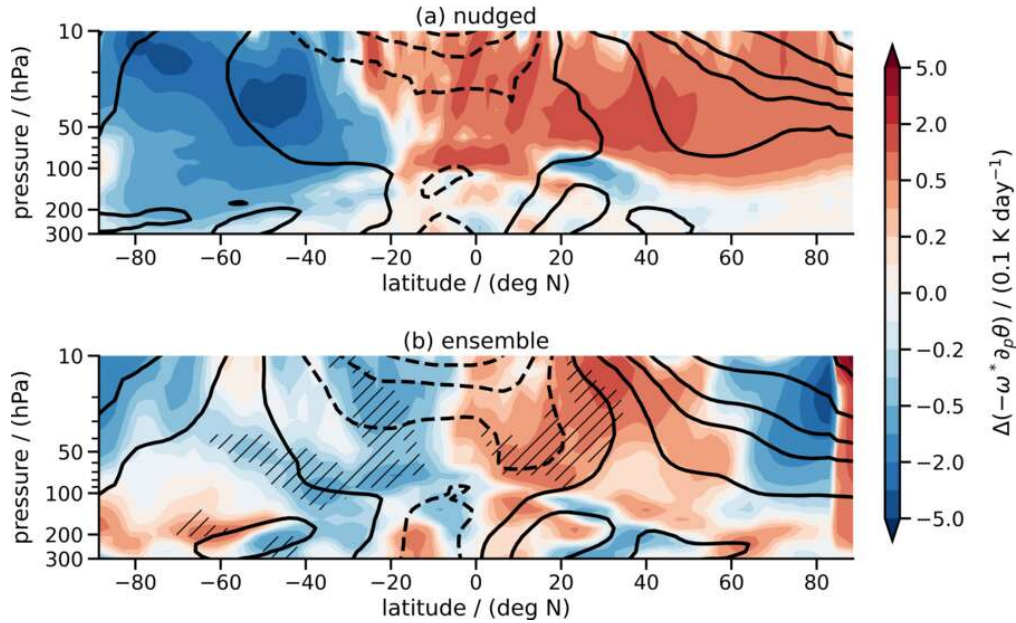 (a) nudged
10
50
100
200
300
pressure / (hPa)
−80 −60 −40 −20 0 20 40 60 80
latitude / (deg N)
(b) ensemble
10
50
100
200
300
pressure / (hPa)
−80 −60 −40 −20 0 20 40 60 80
latitude / (deg N)
5.0
2.0
0.5
0.2
0.0
−0.2
−0.5
−2.0
−5.0
Δ(−ω* ∂pθ) / (0.1 K day⁻¹)